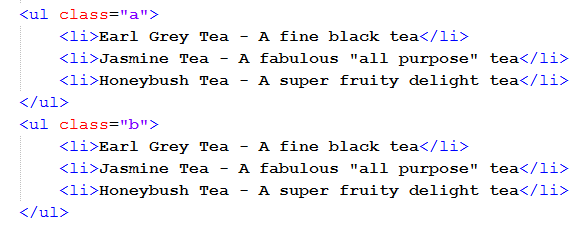 <ul class="a">
<li>Earl Grey Tea - A fine black tea</li>
<li>Jasmine Tea - A fabulous "all purpose" tea</li>
<li>Honeybush Tea - A super fruity delight tea</li>
</ul>
<ul class="b">
<li>Earl Grey Tea - A fine black tea</li>
<li>Jasmine Tea - A fabulous "all purpose" tea</li>
<li>Honeybush Tea - A super fruity delight tea</li>
</ul>